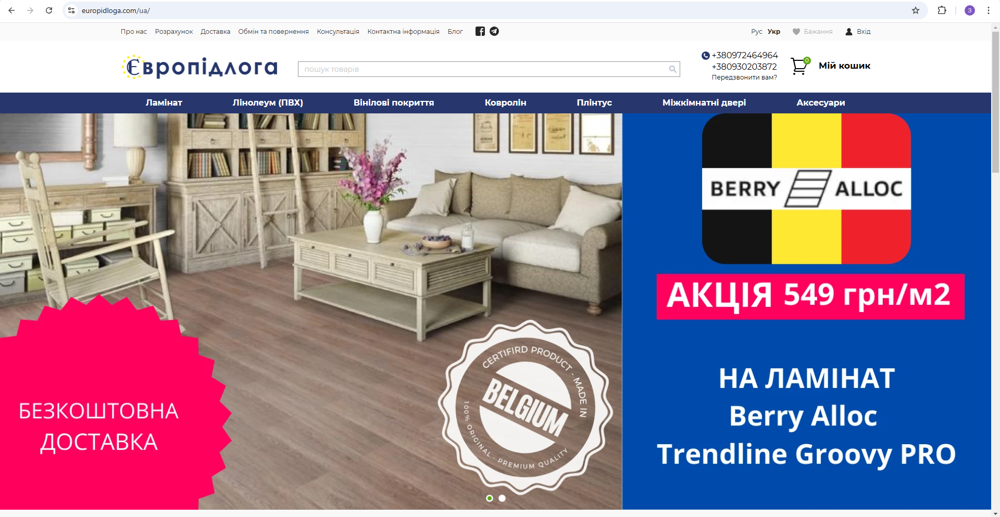 europidloga.com/ua/
З
Про нас Розрахунок Доставка Обмін та повернення Консультація Контактна інформація Блог
Рус Укр Бажання Вхід
Європідлога
пошук товарів
+380972464964
+380930203872
Передзвонити вам?
0
Мій кошик
Ламінат Лінолеум (ПВХ) Вінілові покриття Ковролін Плінтус Міжкімнатні двері Аксесуари
BERRY ALLOC
АКЦІЯ 549 грн/м2
НА ЛАМІНАТ
Berry Alloc
Trendline Groovy PRO
CERTIFIRD PRODUCT - MADE IN
BELGIUM
100% ORIGINAL - PREMIUM QUALITY
БЕЗКОШТОВНА
ДОСТАВКА